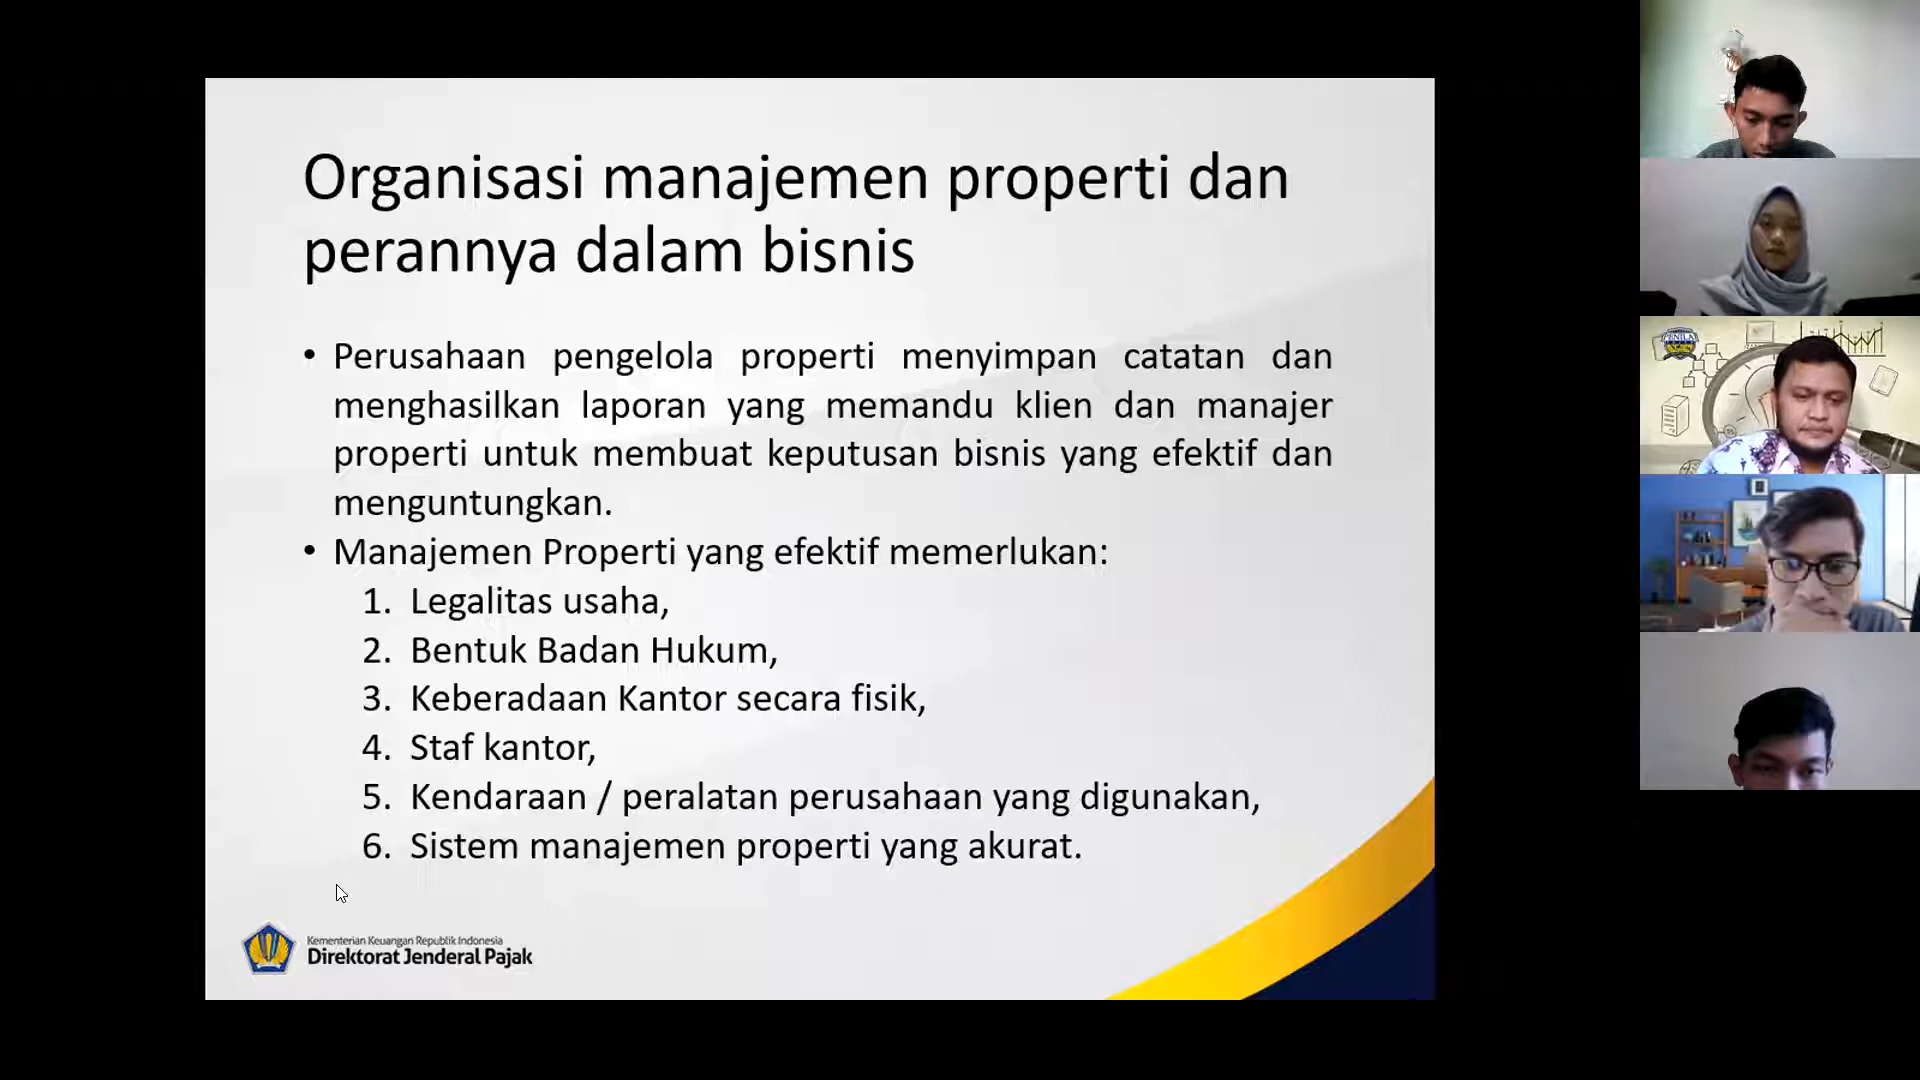 Organisasi manajemen properti dan
perannya dalam bisnis
• Perusahaan pengelola properti menyimpan catatan dan
menghasilkan laporan yang memandu klien dan manajer
properti untuk membuat keputusan bisnis yang efektif dan
menguntungkan.
• Manajemen Properti yang efektif memerlukan:
1. Legalitas usaha,
2. Bentuk Badan Hukum,
3. Keberadaan Kantor secara fisik,
4. Staf kantor,
5. Kendaraan / peralatan perusahaan yang digunakan,
6. Sistem manajemen properti yang akurat.
Kementerian Keuangan Republik Indonesia
Direktorat Jenderal Pajak